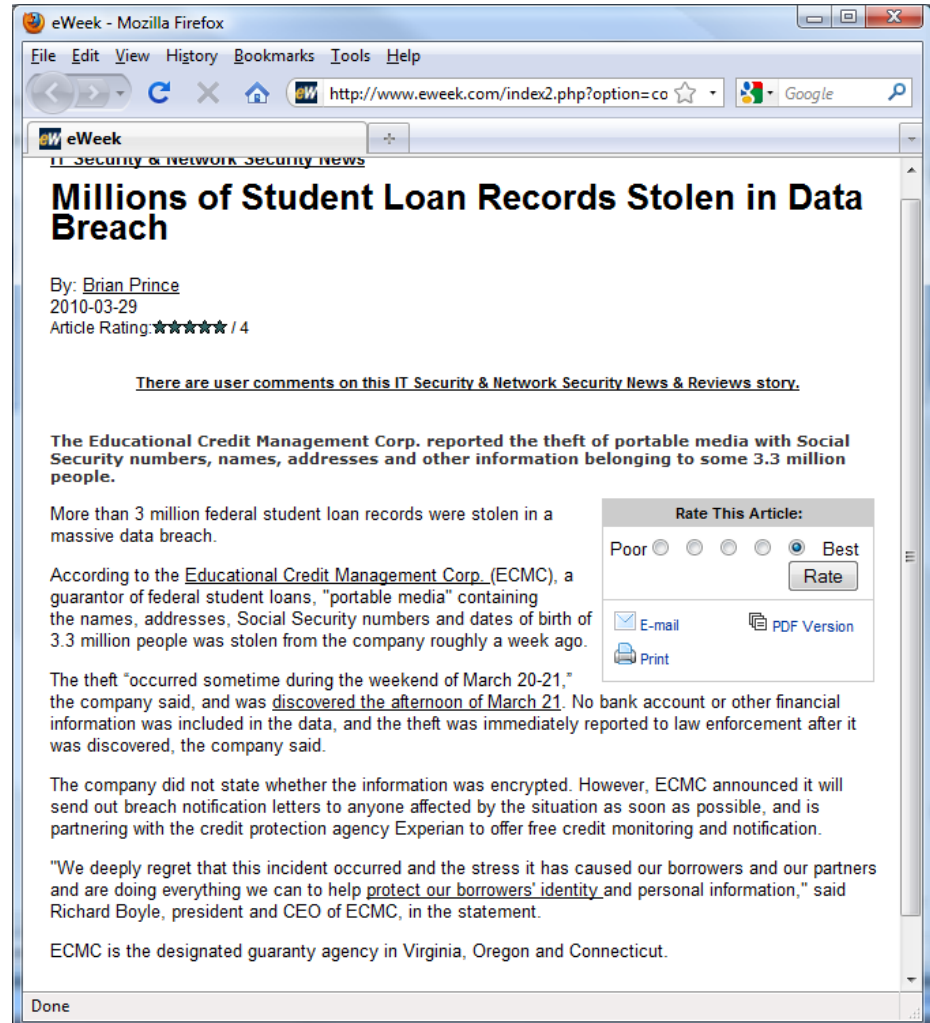 eWeek - Mozilla Firefox
File Edit View History Bookmarks Tools Help
eW http://www.eweek.com/index2.php?option=co Google
eW eWeek
IT Security & Network Security News
Millions of Student Loan Records Stolen in Data
Breach
By: Brian Prince
2010-03-29
Article Rating:★★★★★ / 4
There are user comments on this IT Security & Network Security News & Reviews story.
The Educational Credit Management Corp. reported the theft of portable media with Social
Security numbers, names, addresses and other information belonging to some 3.3 million
people.
More than 3 million federal student loan records were stolen in a
massive data breach.
According to the Educational Credit Management Corp. (ECMC), a
guarantor of federal student loans, "portable media" containing
the names, addresses, Social Security numbers and dates of birth of
3.3 million people was stolen from the company roughly a week ago.
Rate This Article:
Poor Best
Rate
E-mail PDF Version
Print
The theft “occurred sometime during the weekend of March 20-21,”
the company said, and was discovered the afternoon of March 21. No bank account or other financial
information was included in the data, and the theft was immediately reported to law enforcement after it
was discovered, the company said.
The company did not state whether the information was encrypted. However, ECMC announced it will
send out breach notification letters to anyone affected by the situation as soon as possible, and is
partnering with the credit protection agency Experian to offer free credit monitoring and notification.
"We deeply regret that this incident occurred and the stress it has caused our borrowers and our partners
and are doing everything we can to help protect our borrowers' identity and personal information," said
Richard Boyle, president and CEO of ECMC, in the statement.
ECMC is the designated guaranty agency in Virginia, Oregon and Connecticut.
Done